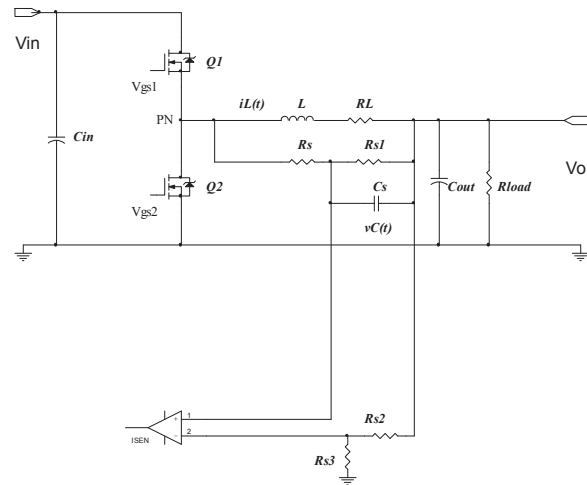 Vin
Q1
Vgs1
PN
iL(t)
L
RL
Rs
Rs1
Cin
Vo
Q2
Cs
Cout
Rload
Vgs2
vC(t)
1
+
2
-
ISEN
Rs2
Rs3